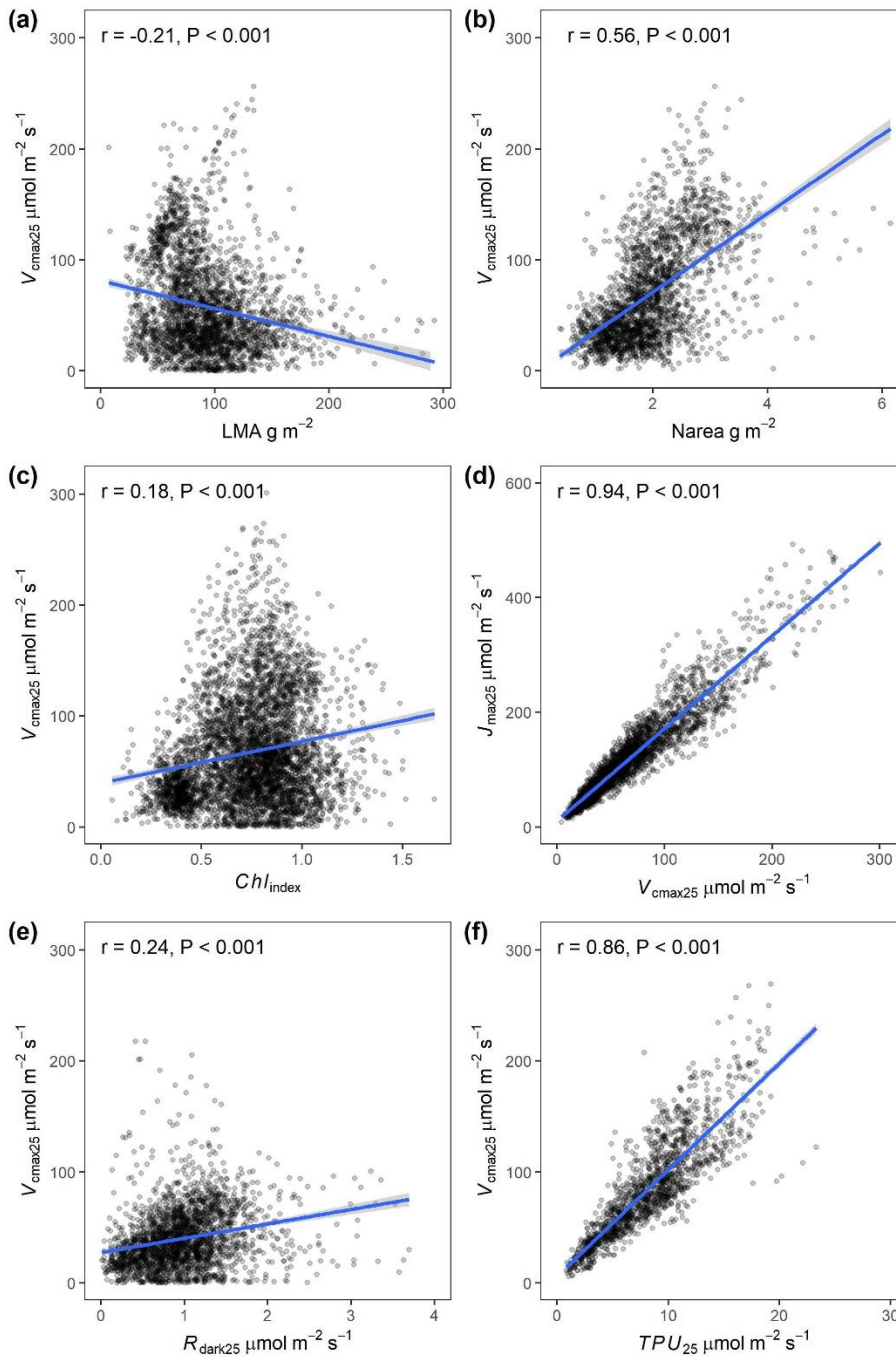 (a)
r = -0.21, P < 0.001
300
200
100
0
Vcmax25 μmol m−2 s−1
0 100 200 300
LMA g m−2
(b)
r = 0.56, P < 0.001
300
200
100
0
Vcmax25 μmol m−2 s−1
2 4 6
Narea g m−2
(c)
r = 0.18, P < 0.001
300
200
100
0
Vcmax25 μmol m−2 s−1
0.0 0.5 1.0 1.5
Chlindex
(d)
r = 0.94, P < 0.001
600
400
200
0
Jmax25 μmol m−2 s−1
0 100 200 300
Vcmax25 μmol m−2 s−1
(e)
r = 0.24, P < 0.001
300
200
100
0
Vcmax25 μmol m−2 s−1
0 1 2 3 4
Rdark25 μmol m−2 s−1
(f)
r = 0.86, P < 0.001
300
200
100
0
Vcmax25 μmol m−2 s−1
0 10 20 30
TPU25 μmol m−2 s−1